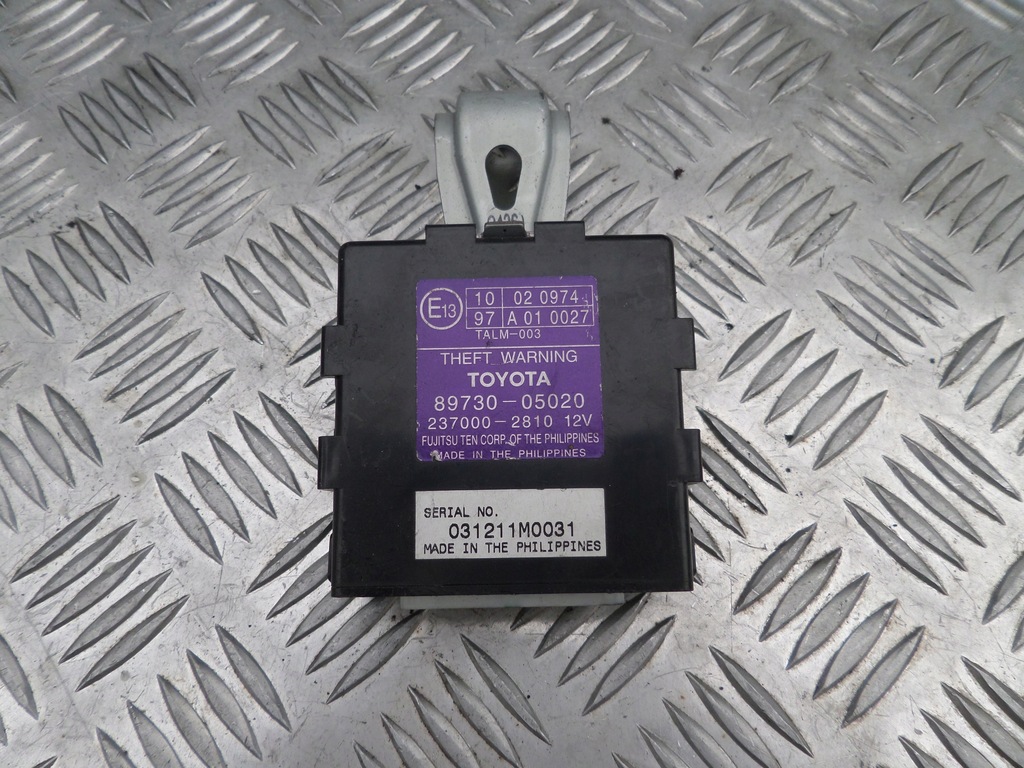 E13
10 02 0974
97 A 01 0027
TALM-003
THEFT WARNING
TOYOTA
89730-05020
237000-2810 12V
FUJITSU TEN CORP. OF THE PHILIPPINES
MADE IN THE PHILIPPINES
SERIAL NO.
031211M0031
MADE IN THE PHILIPPINES